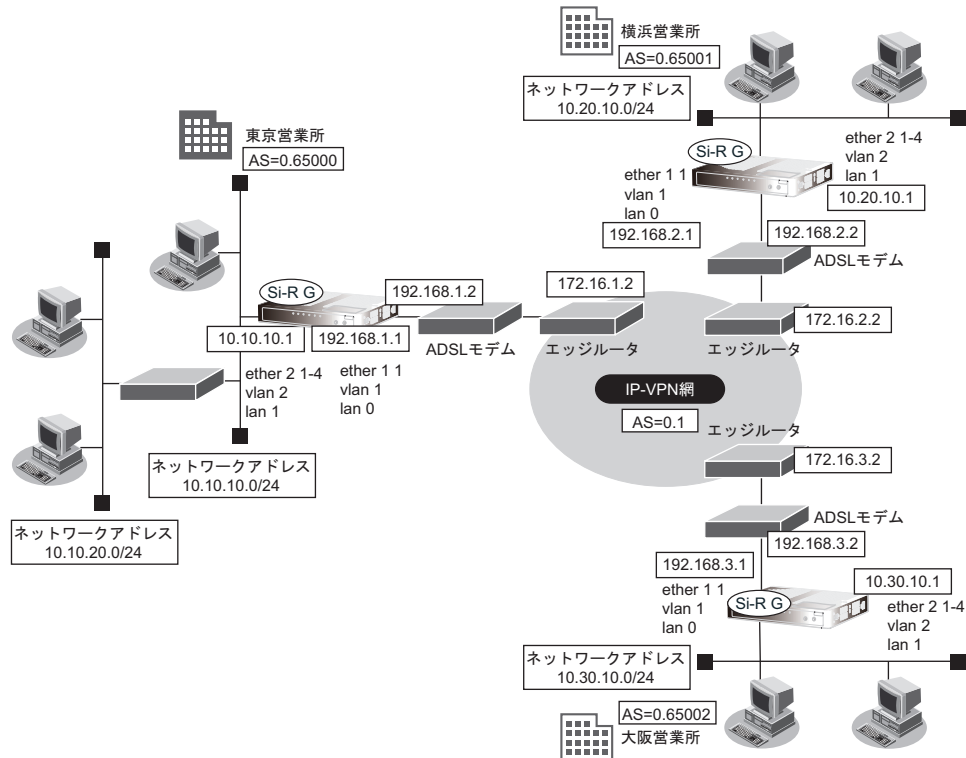 横浜営業所
AS=0.65001
ネットワークアドレス
10.20.10.0/24
Si-R G
ether 2 1-4
vlan 2
lan 1
10.20.10.1
ether 1 1
vlan 1
lan 0
192.168.2.1
192.168.2.2
ADSLモデム
172.16.2.2
エッジルータ
東京営業所
AS=0.65000
Si-R G
192.168.1.2
172.16.1.2
10.10.10.1
192.168.1.1
ADSLモデム
エッジルータ
ether 2 1-4
vlan 2
lan 1
ether 1 1
vlan 1
lan 0
ネットワークアドレス
10.10.10.0/24
ネットワークアドレス
10.10.20.0/24
IP-VPN網
AS=0.1
エッジルータ
172.16.3.2
ADSLモデム
192.168.3.2
192.168.3.1
ether 1 1
vlan 1
lan 0
Si-R G
10.30.10.1
ether 2 1-4
vlan 2
lan 1
ネットワークアドレス
10.30.10.0/24
AS=0.65002
大阪営業所